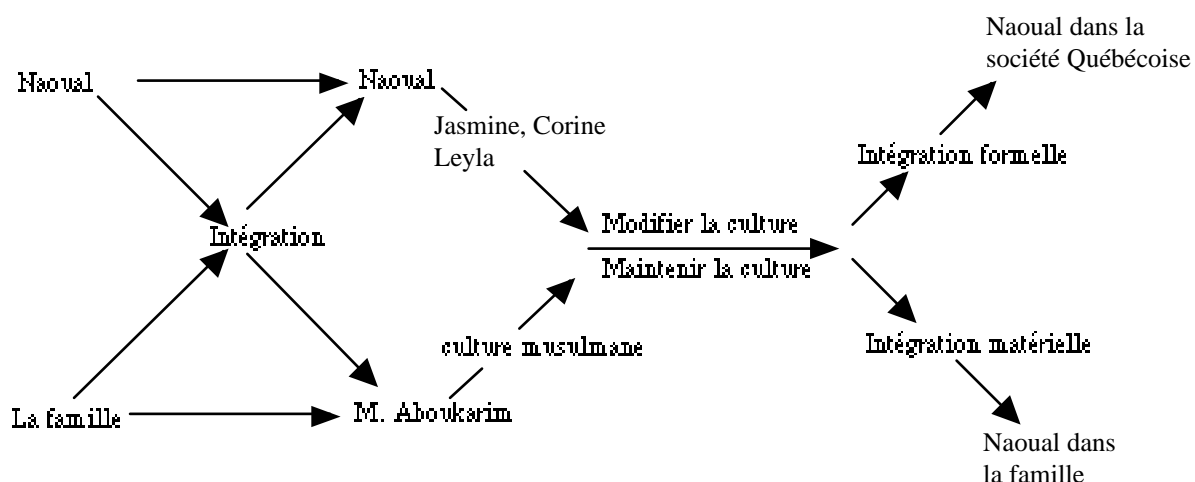 Naoual dans la
société Québécoise
Naoual
Naoual
Jasmine, Corine
Leyla
Intégration formelle
Intégration
Modifier la culture
Maintenir la culture
culture musulmane
Intégration matérielle
La famille
M. Aboukarim
Naoual dans
la famille